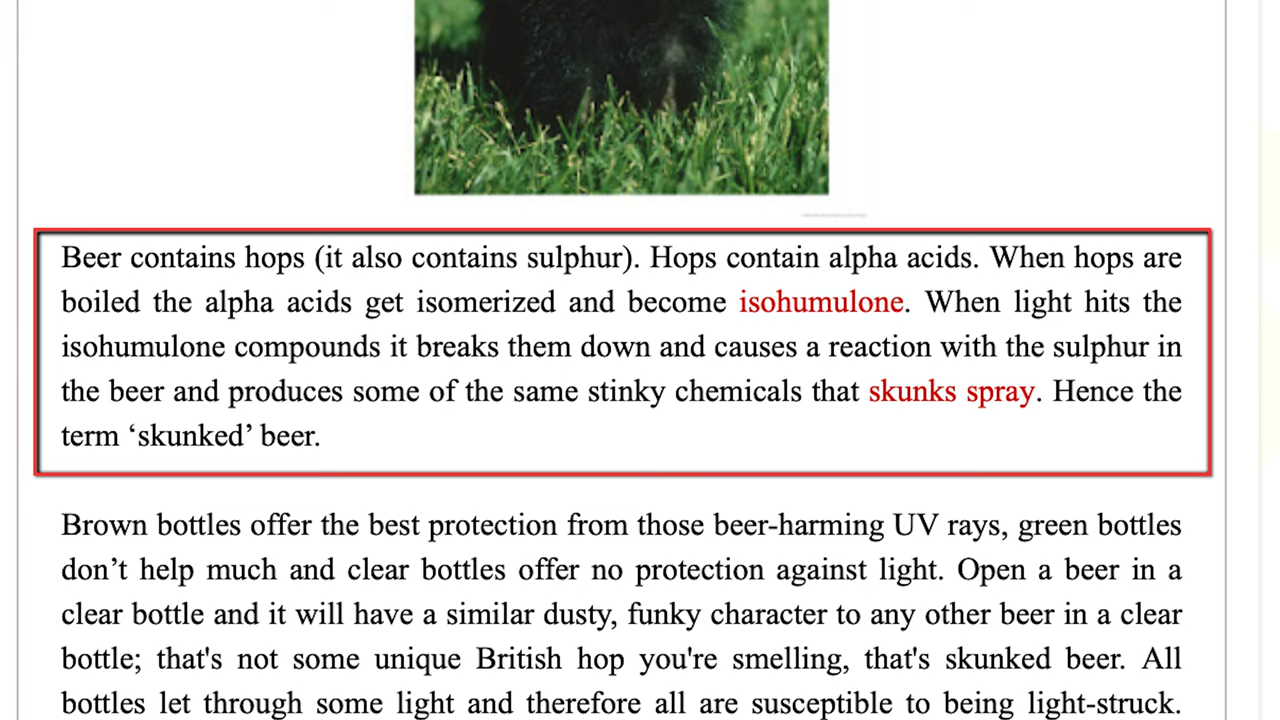 Beer contains hops (it also contains sulphur). Hops contain alpha acids. When hops are
boiled the alpha acids get isomerized and become isohumulone. When light hits the
isohumulone compounds it breaks them down and causes a reaction with the sulphur in
the beer and produces some of the same stinky chemicals that skunks spray. Hence the
term ‘skunked’ beer.
Brown bottles offer the best protection from those beer-harming UV rays, green bottles
don’t help much and clear bottles offer no protection against light. Open a beer in a
clear bottle and it will have a similar dusty, funky character to any other beer in a clear
bottle; that's not some unique British hop you're smelling, that's skunked beer. All
bottles let through some light and therefore all are susceptible to being light-struck.